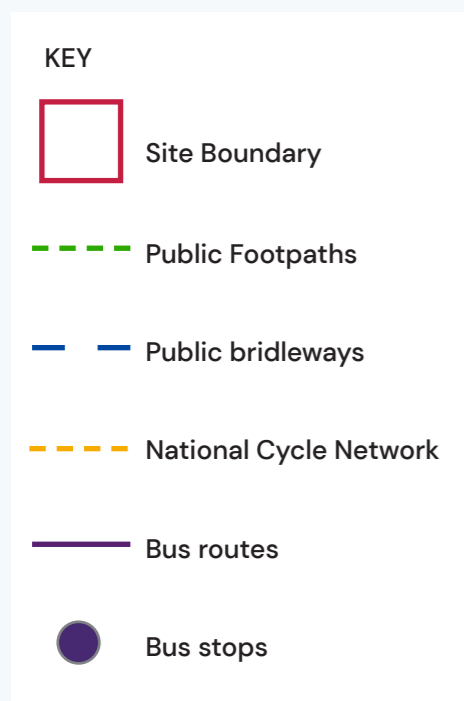 KEY
Site Boundary
Public Footpaths
Public bridleways
National Cycle Network
Bus routes
Bus stops